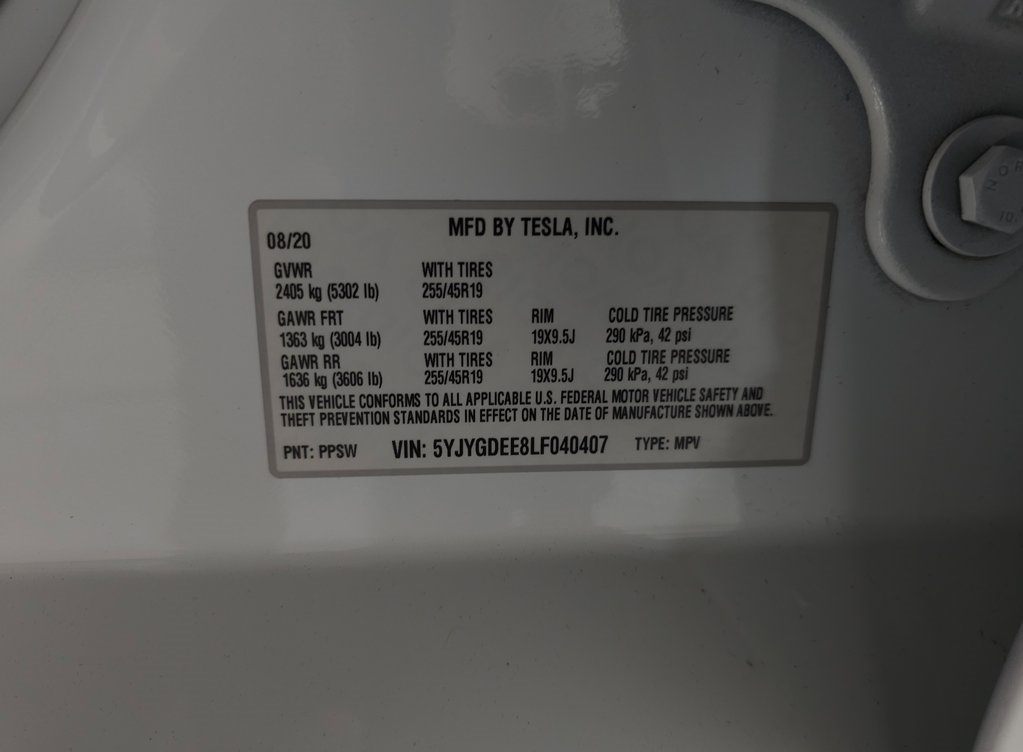 MFD BY TESLA, INC.
08/20
GVWR WITH TIRES
2405 kg (5302 lb) 255/45R19
GAWR FRT WITH TIRES RIM COLD TIRE PRESSURE
1363 kg (3004 lb) 255/45R19 19X9.5J 290 kPa, 42 psi
GAWR RR WITH TIRES RIM COLD TIRE PRESSURE
1636 kg (3606 lb) 255/45R19 19X9.5J 290 kPa, 42 psi
THIS VEHICLE CONFORMS TO ALL APPLICABLE U.S. FEDERAL MOTOR VEHICLE SAFETY AND
THEFT PREVENTION STANDARDS IN EFFECT ON THE DATE OF MANUFACTURE SHOWN ABOVE.
PNT: PPSW VIN: 5YJYGDEE8LF040407 TYPE: MPV